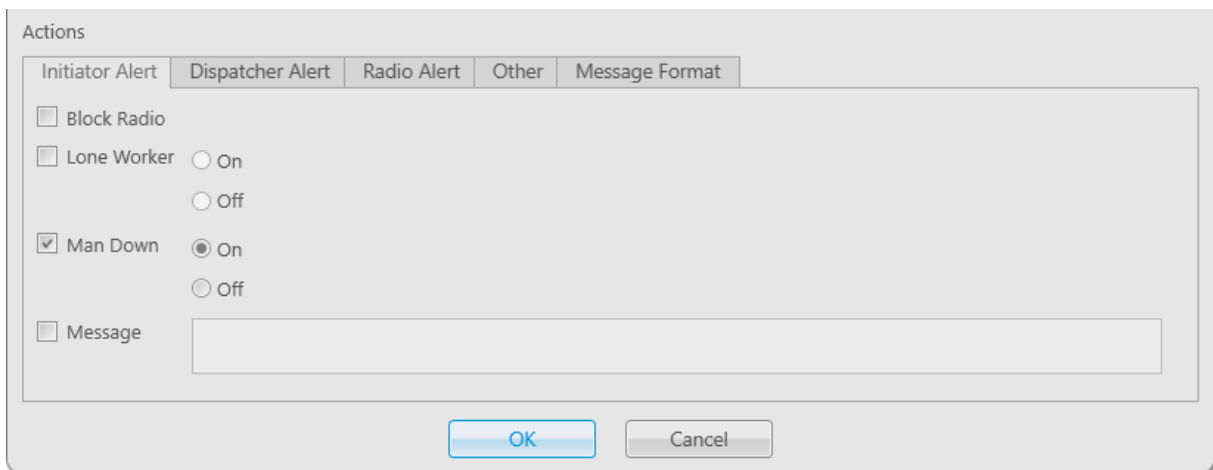 Actions
Initiator Alert Dispatcher Alert Radio Alert Other Message Format
Block Radio
Lone Worker On
Off
Man Down On
Off
Message
OK Cancel